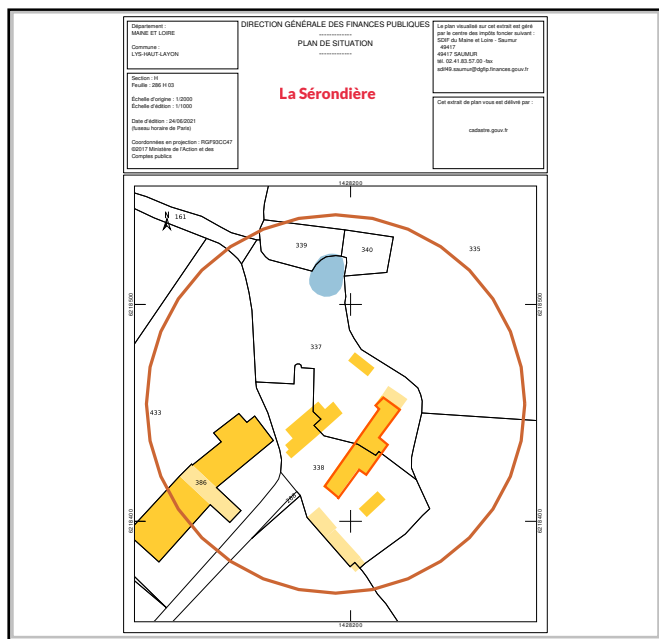 Département :
MAINE ET LOIRE
Commune :
LYS-HAUT-LAYON
Section : H
Feuille : 286 H 03
Échelle d'origine : 1/2000
Échelle d'édition : 1/1000
Date d'édition : 24/06/2021
(fuseau horaire de Paris)
Coordonnées en projection : RGF93CC47
©2017 Ministère de l'Action et des
Comptes publics
DIRECTION GÉNÉRALE DES FINANCES PUBLIQUES
-------------
PLAN DE SITUATION
-------------
La Sérondière
Le plan visualisé sur cet extrait est géré
par le centre des impôts foncier suivant :
SDIF du Maine et Loire - Saumur
49417
49417 SAUMUR
tél. 02.41.83.57.00 -fax
sdif49.saumur@dgfip.finances.gouv.fr
Cet extrait de plan vous est délivré par :
cadastre.gouv.fr
1428200
161
N
339
340
335
6218500
6218500
337
433
338
386
6218400
6218400
1428200